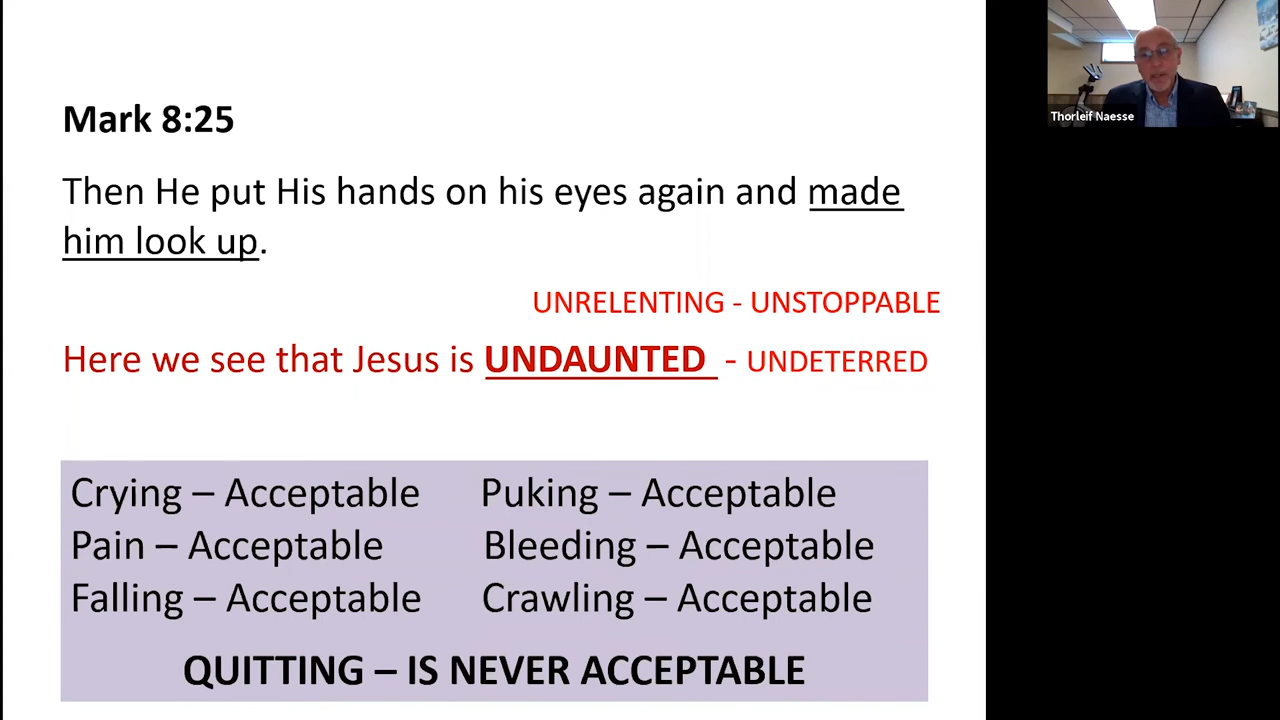 Mark 8:25
Then He put His hands on his eyes again and made
him look up.
UNRELENTING - UNSTOPPABLE
Here we see that Jesus is UNDAUNTED - UNDETERRED
Crying – Acceptable Puking – Acceptable
Pain – Acceptable Bleeding – Acceptable
Falling – Acceptable Crawling – Acceptable
QUITTING – IS NEVER ACCEPTABLE
Thorleif Naesse